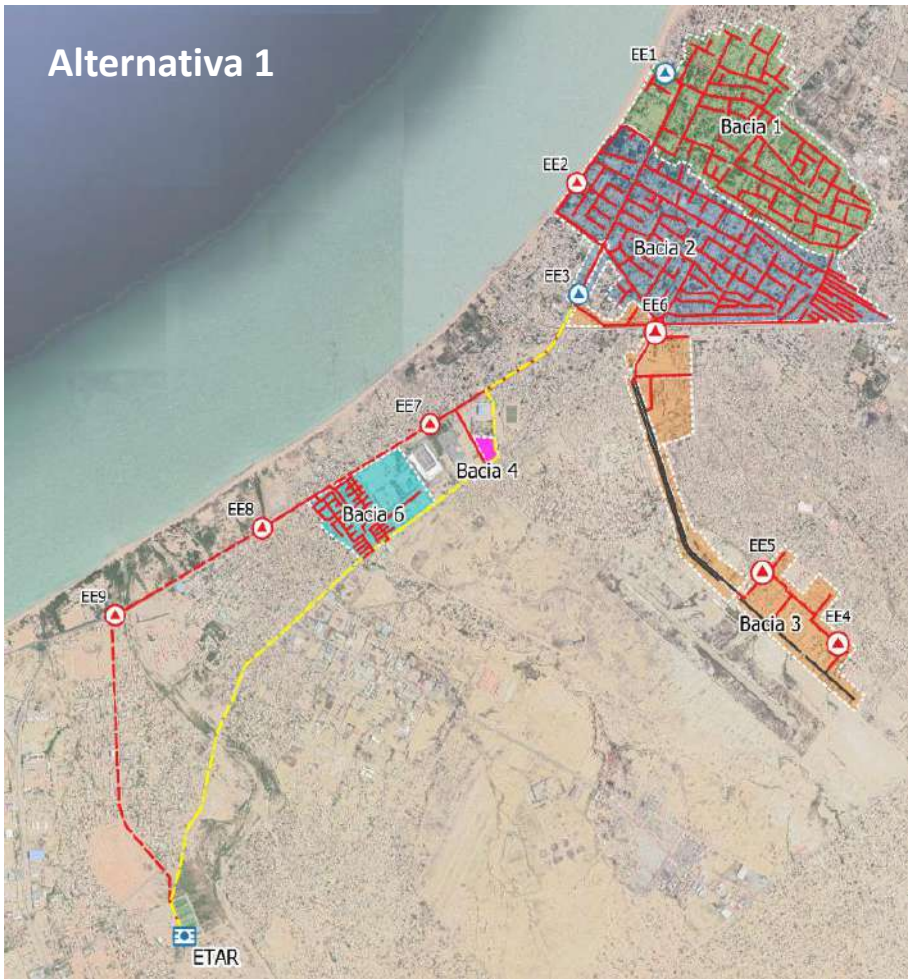 Alternativa 1
EE1
Bacia 1
EE2
Bacia 2
EE3
EE6
EE7
Bacia 4
Bacia 6
EE8
EE5
EE9
Bacia 3
EE4
ETAR